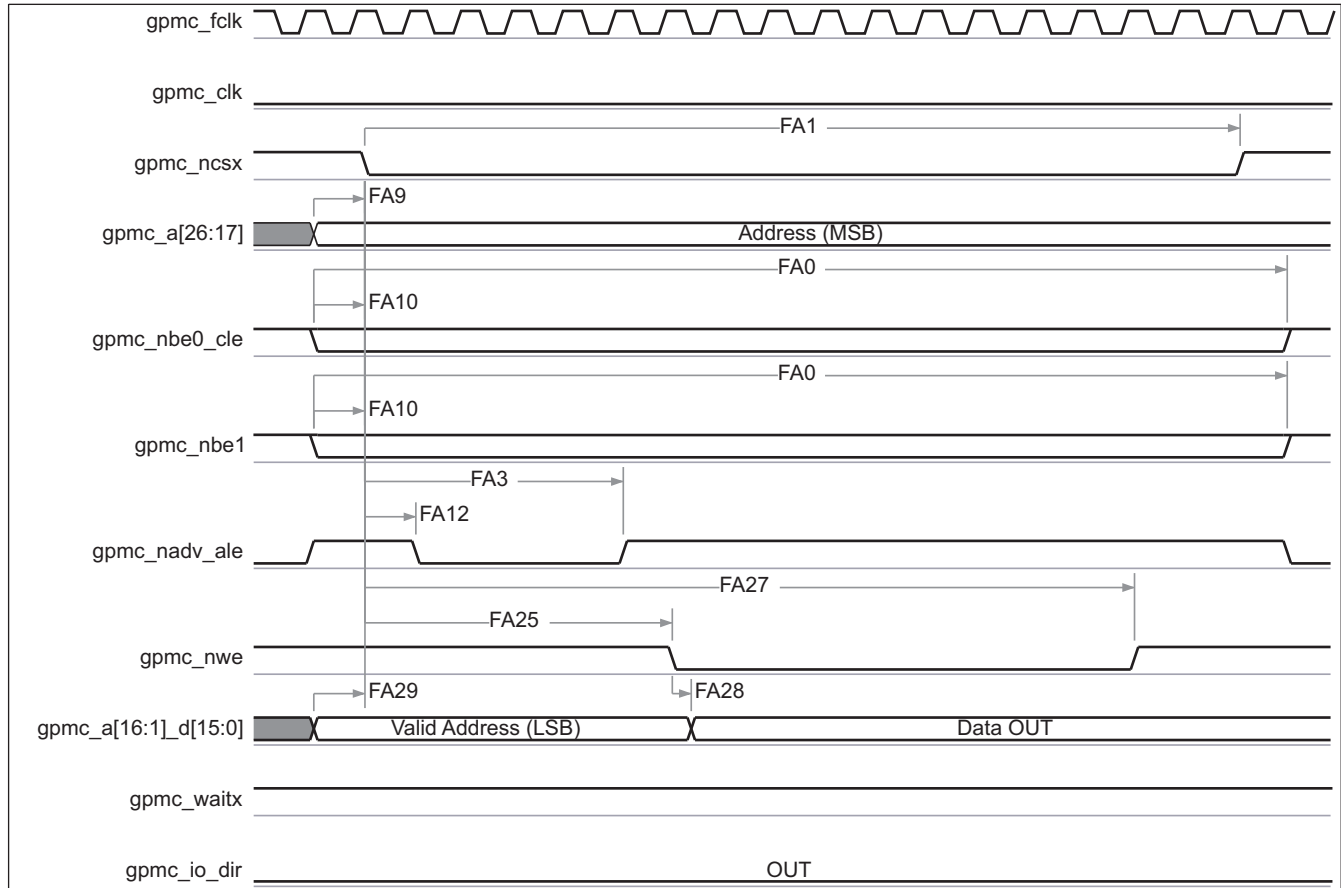 gpmc_fclk
gpmc_clk
FA1
gpmc_ncsx
FA9
gpmc_a[26:17]
Address (MSB)
FA0
FA10
gpmc_nbe0_cle
FA0
FA10
gpmc_nbe1
FA3
FA12
gpmc_nadv_ale
FA27
FA25
gpmc_nwe
FA29
FA28
gpmc_a[16:1]_d[15:0]
Valid Address (LSB)
Data OUT
gpmc_waitx
gpmc_io_dir
OUT